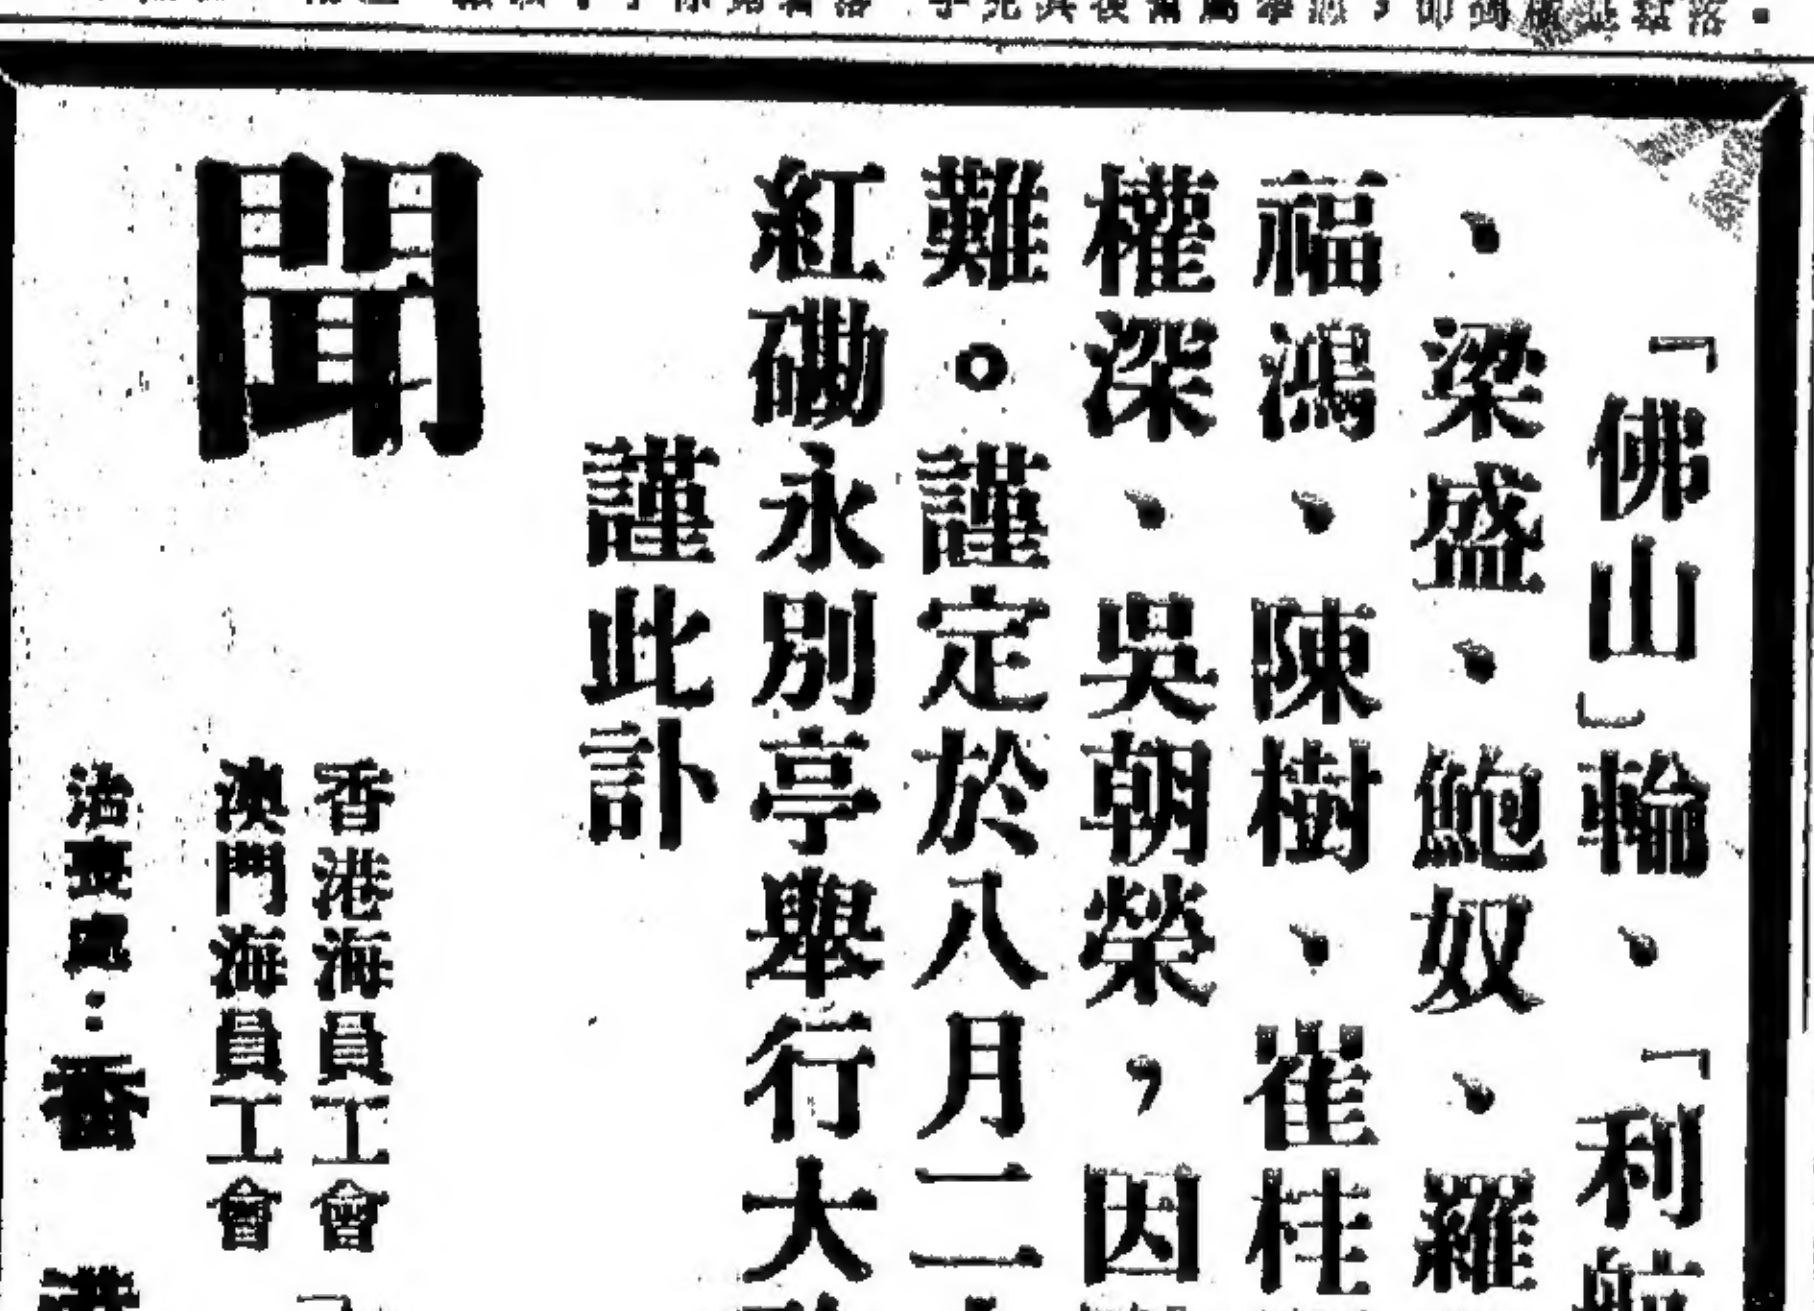 「佛山」輪、「利航
、梁盛、鮑奴、羅
福鴻、陳樹、崔桂
權深、吳朝榮，因
難。謹定於八月二
紅磡永別亭舉行大
謹此訃
聞
香港海員工會
澳門海員工會
治喪處：香港